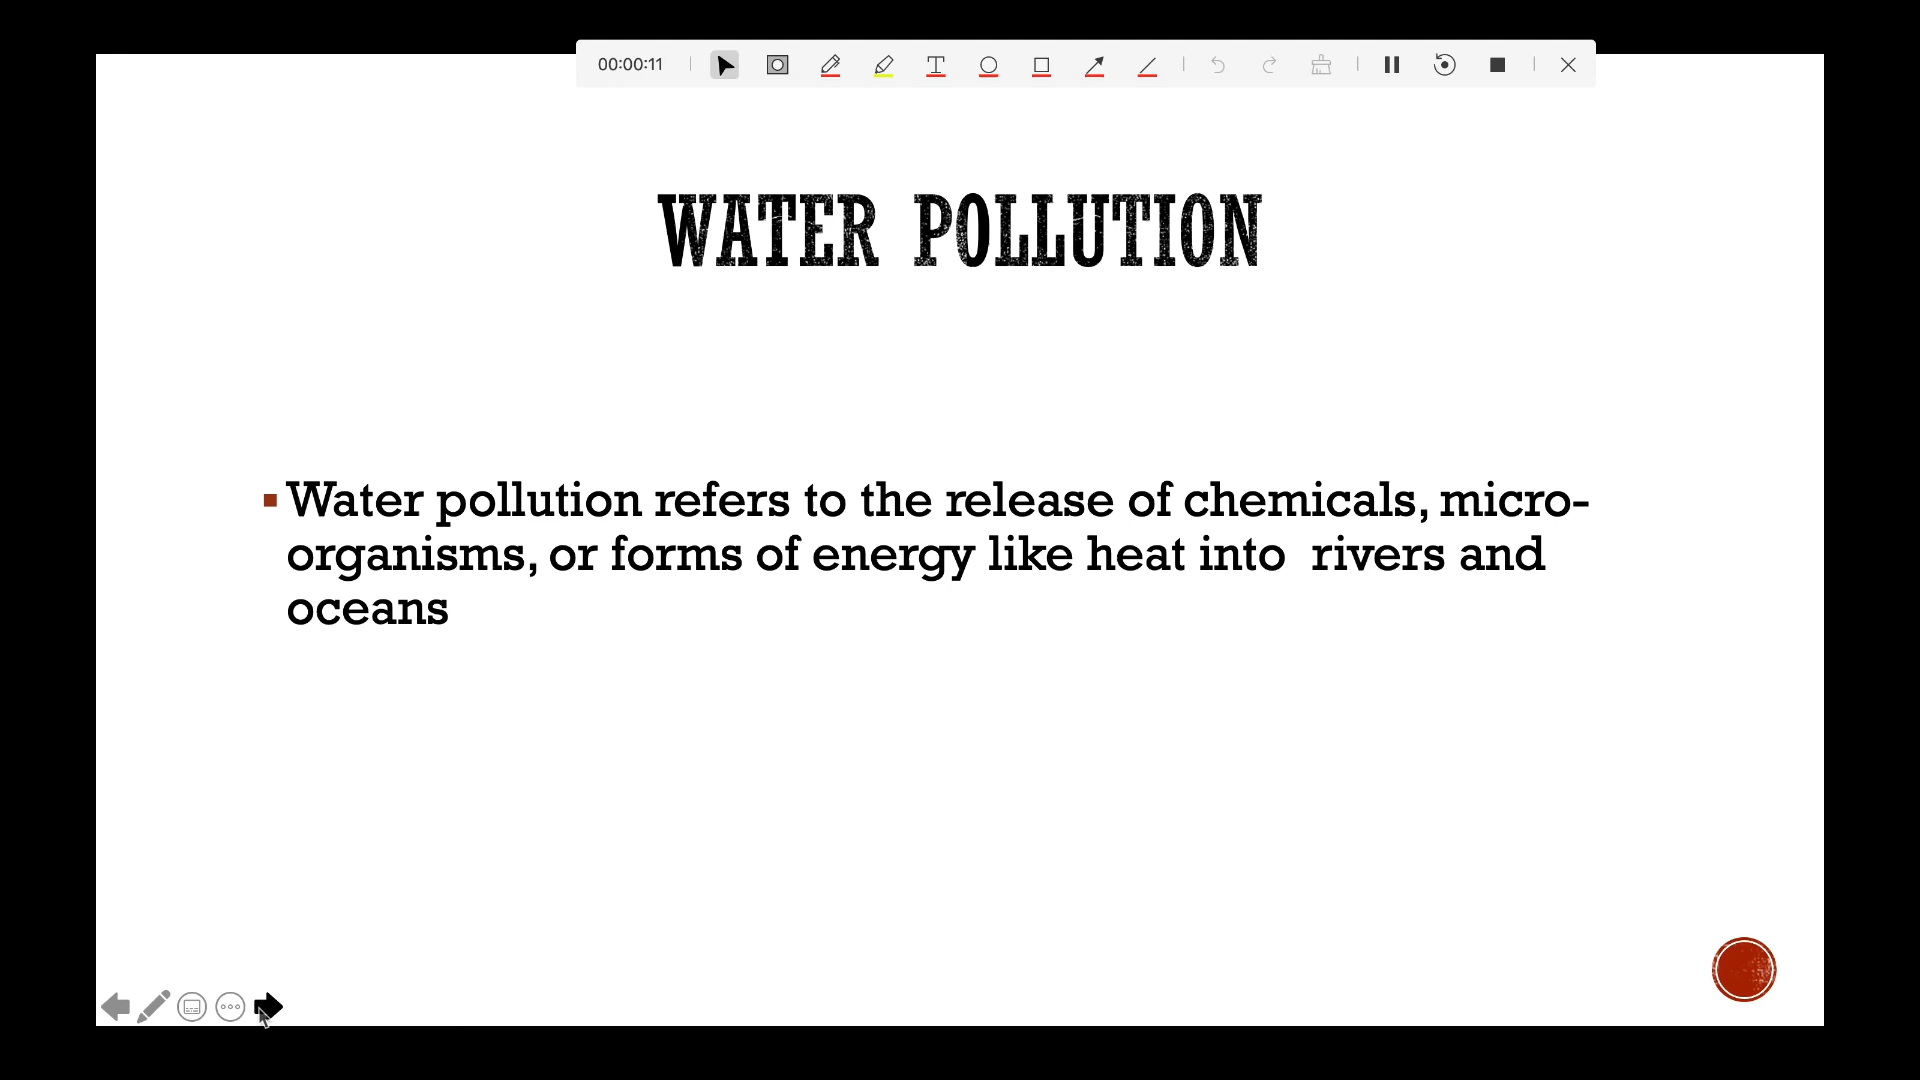 00:00:11
WATER POLLUTION
Water pollution refers to the release of chemicals, micro-
organisms, or forms of energy like heat into  rivers and
oceans